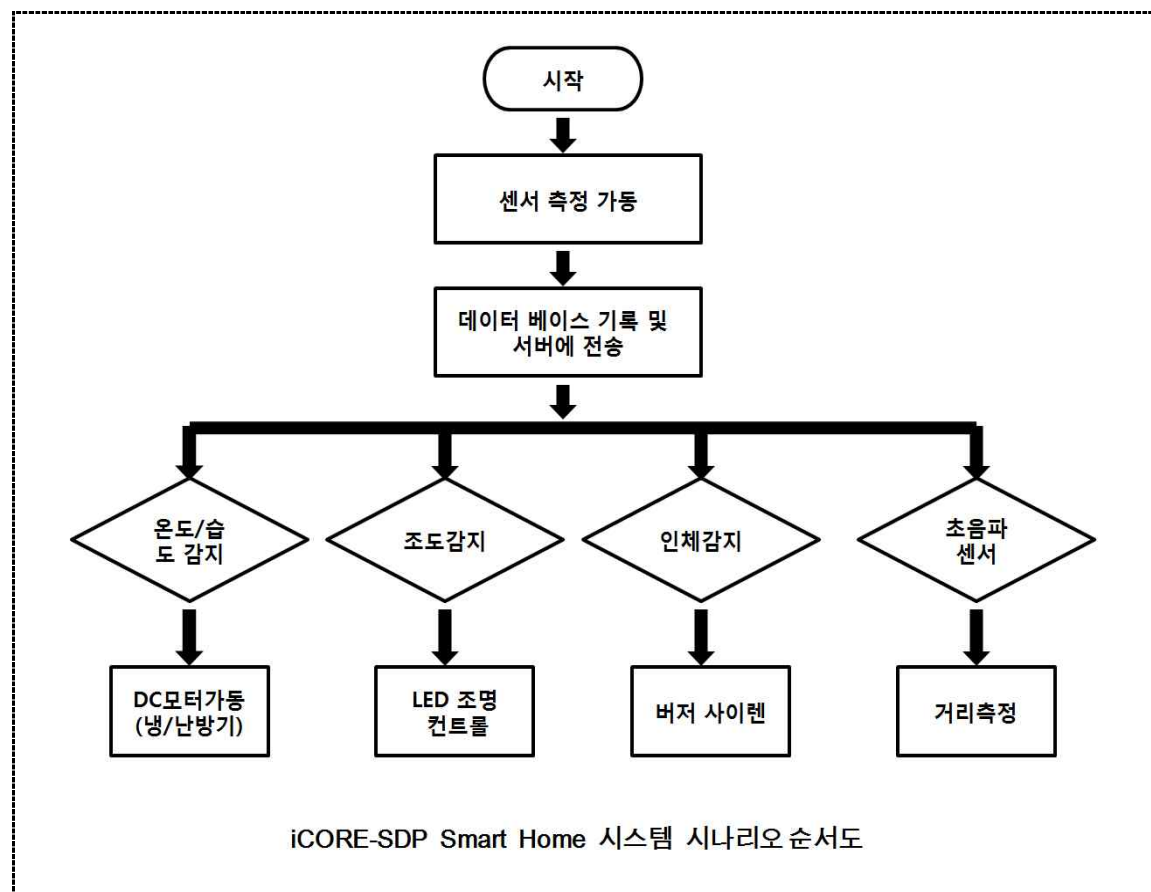 시작
센서 측정 가동
데이터 베이스 기록 및
서버에 전송
온도/습
도 감지
조도감지
인체감지
초음파
센서
DC모터가동
(냉/난방기)
LED 조명
컨트롤
버저 사이렌
거리측정
iCORE-SDP Smart Home 시스템 시나리오 순서도